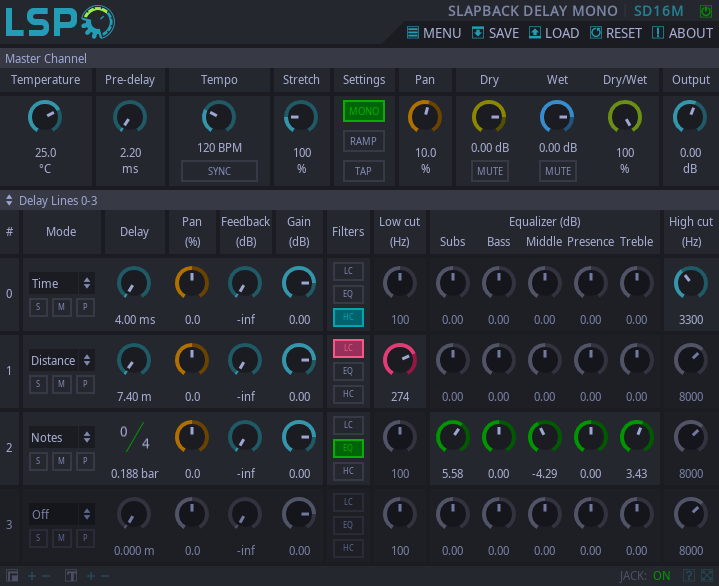 LSP
SLAPBACK DELAY MONO SD16M
MENU SAVE LOAD RESET ABOUT
Master Channel
Temperature Pre-delay Tempo Stretch Settings Pan Dry Wet Dry/Wet Output
MONO
25.0 °C 2.20 ms 120 BPM 100 % RAMP 10.0 % 0.00 dB 0.00 dB 100 % 0.00 dB
SYNC TAP MUTE MUTE
Delay Lines 0-3
# Mode Delay Pan (%) Feedback (dB) Gain (dB) Filters Low cut (Hz) Equalizer (dB) High cut (Hz)
Subs Bass Middle Presence Treble
0 Time LC EQ HC
S M P 4.00 ms 0.0 -inf 0.00 100 0.00 0.00 0.00 0.00 0.00 3300
1 Distance LC EQ HC
S M P 7.40 m 0.0 -inf 0.00 274 0.00 0.00 0.00 0.00 0.00 8000
2 Notes 0 / 4 LC EQ HC
S M P 0.188 bar 0.0 -inf 0.00 100 5.58 0.00 -4.29 0.00 3.43 8000
3 Off LC EQ HC
S M P 0.000 m 0.0 -inf 0.00 100 0.00 0.00 0.00 0.00 0.00 8000
+ − + − JACK: ON ?